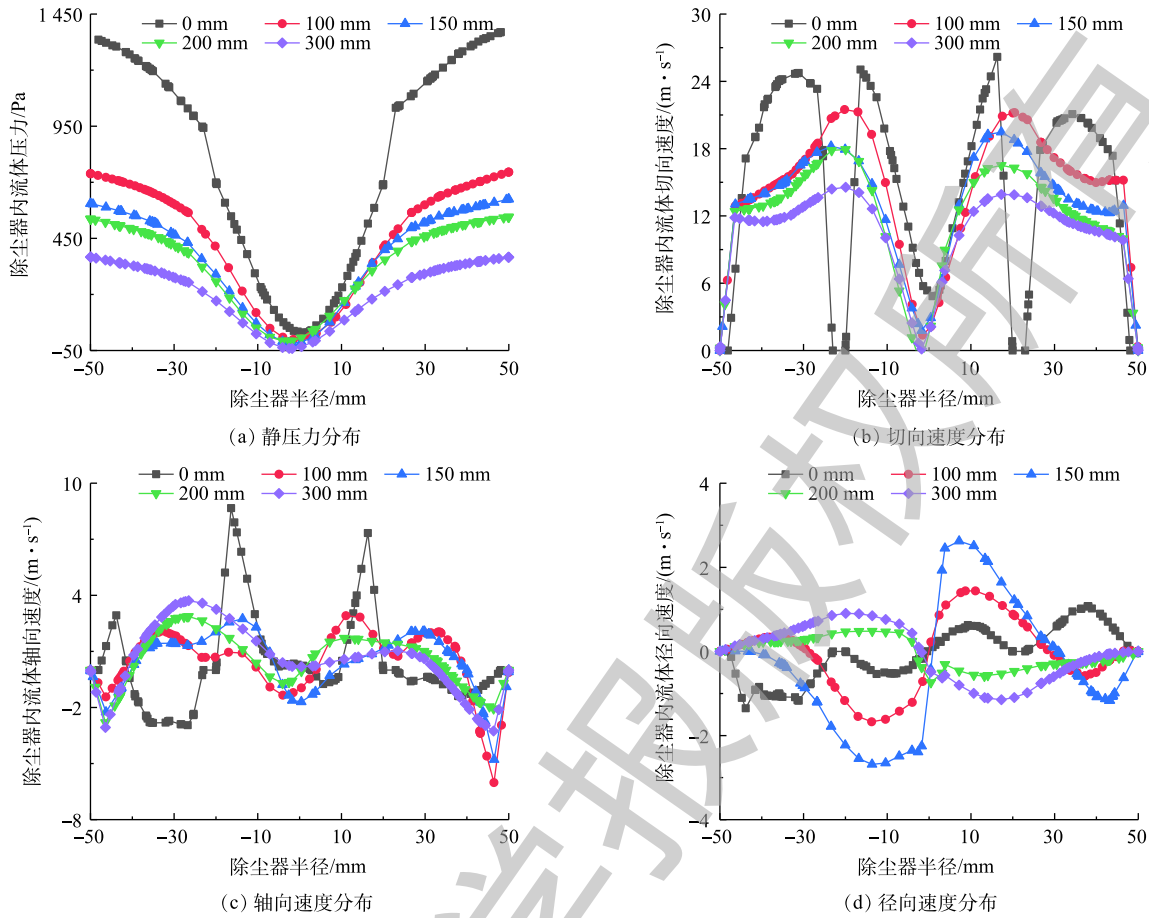 0 mm 100 mm 150 mm
200 mm 300 mm
1 450
950
450
-50
-50 -30 -10 10 30 50
除尘器内流体压力/Pa
除尘器半径/mm
(a) 静压力分布
0 mm 100 mm 150 mm
200 mm 300 mm
30
24
18
12
6
0
-50 -30 -10 10 30 50
除尘器内流体切向速度/(m·s⁻¹)
除尘器半径/mm
(b) 切向速度分布
0 mm 100 mm 150 mm
200 mm 300 mm
10
4
-2
-8
-50 -30 -10 10 30 50
除尘器内流体轴向速度/(m·s⁻¹)
除尘器半径/mm
(c) 轴向速度分布
0 mm 100 mm 150 mm
200 mm 300 mm
4
2
0
-2
-4
-50 -30 -10 10 30 50
除尘器内流体径向速度/(m·s⁻¹)
除尘器半径/mm
(d) 径向速度分布
学报版权所有